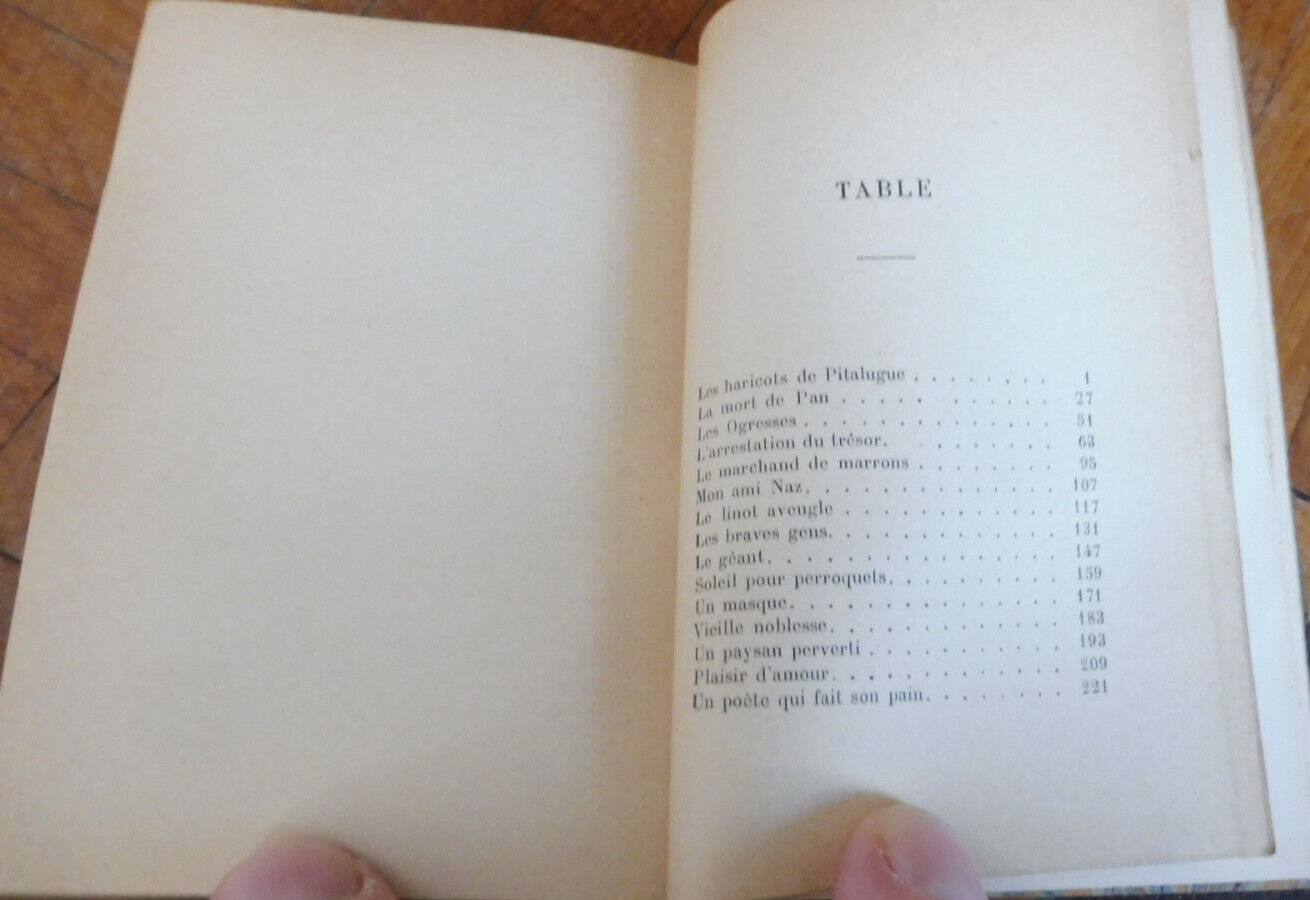 TABLE
Les haricots de Pitalugue . . . . . . . . 1
La mort de Pan . . . . . . . . . . . 27
Les Ogresses . . . . . . . . . . . . . 51
L'arrestation du trésor. . . . . . . . 63
Le marchand de marrons . . . . . . . . 95
Mon ami Naz. . . . . . . . . . . . . . 107
Le linot aveugle . . . . . . . . . . . . 117
Les braves gens. . . . . . . . . . . . . 131
Le géant. . . . . . . . . . . . . . . . 147
Soleil pour perroquets. . . . . . . . . . 159
Un masque. . . . . . . . . . . . . . . 171
Vieille noblesse. . . . . . . . . . . . . 183
Un paysan perverti . . . . . . . . . . . 193
Plaisir d'amour. . . . . . . . . . . . . 209
Un poète qui fait son pain. . . . . . . . 221